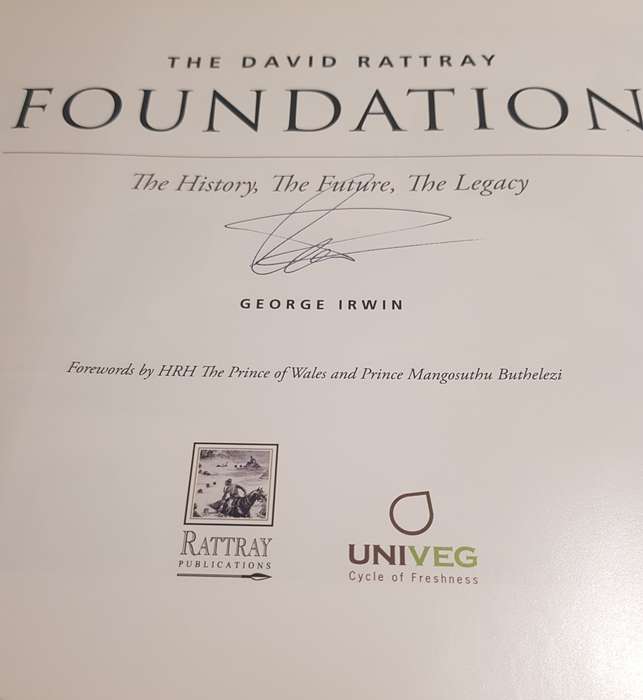 THE DAVID RATTRAY
FOUNDATION
The History, The Future, The Legacy
GEORGE IRWIN
Forewords by HRH The Prince of Wales and Prince Mangosuthu Buthelezi
RATTRAY
PUBLICATIONS
UNIVEG
Cycle of Freshness